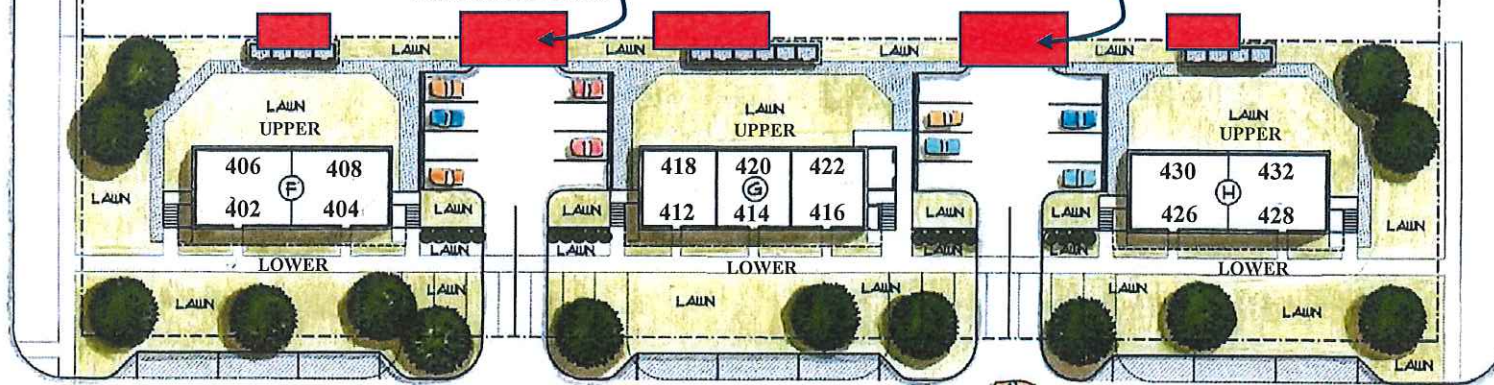 LAWN LAWN LAWN LAWN
LAWN LAWN LAWN
UPPER UPPER UPPER
406 408 418 420 422 430 432
F G H
LAWN LAWN
402 404 412 414 416 426 428
LAWN LAWN LAWN LAWN
LAWN LAWN LAWN LAWN
LOWER LOWER LOWER
LAWN LAWN LAWN
LAWN LAWN LAWN
LAWN